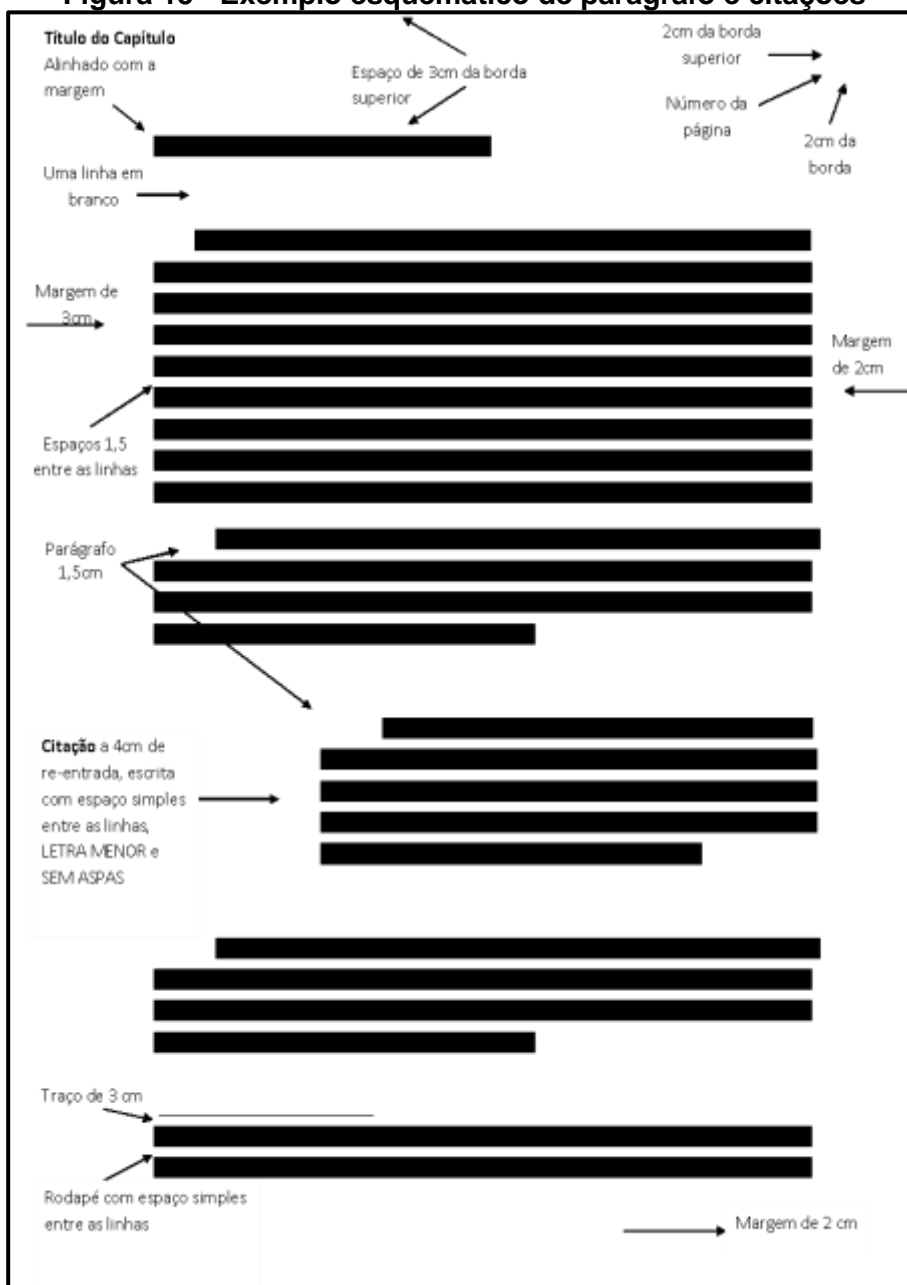 Figura 18 - Exemplo esquemático de parágrafo e citações
Título do Capítulo
Alinhado com a
margem
Espaço de 3cm da borda
superior
2cm da borda
superior
Número da
página
2cm da
borda
Uma linha em
branco
Margem de
3cm
Margem
de 2cm
Espaços 1,5
entre as linhas
Parágrafo
1,5cm
Citação a 4cm de
re-entrada, escrita
com espaço simples
entre as linhas,
LETRA MENOR e
SEM ASPAS
Traço de 3 cm
Rodapé com espaço simples
entre as linhas
Margem de 2 cm